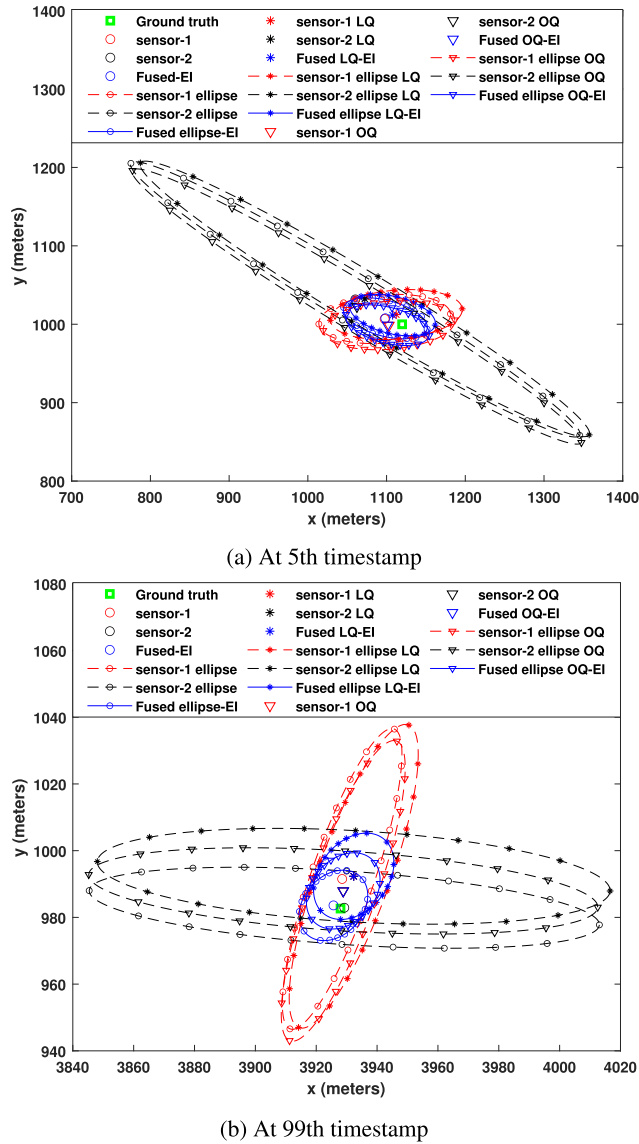 1400
Ground truth
sensor-1 LQ
sensor-2 OQ
sensor-1
sensor-2 LQ
Fused OQ-EI
sensor-2
Fused LQ-EI
sensor-1 ellipse OQ
Fused-EI
sensor-1 ellipse LQ
sensor-2 ellipse OQ
sensor-1 ellipse
sensor-2 ellipse LQ
Fused ellipse OQ-EI
sensor-2 ellipse
Fused ellipse LQ-EI
Fused ellipse-EI
sensor-1 OQ
1300
1200
1100
1000
900
800
y (meters)
700 800 900 1000 1100 1200 1300 1400
x (meters)
(a) At 5th timestamp
1080
Ground truth
sensor-1 LQ
sensor-2 OQ
sensor-1
sensor-2 LQ
Fused OQ-EI
sensor-2
Fused LQ-EI
sensor-1 ellipse OQ
Fused-EI
sensor-1 ellipse LQ
sensor-2 ellipse OQ
sensor-1 ellipse
sensor-2 ellipse LQ
Fused ellipse OQ-EI
sensor-2 ellipse
Fused ellipse LQ-EI
Fused ellipse-EI
sensor-1 OQ
1060
1040
1020
1000
980
960
940
y (meters)
3840 3860 3880 3900 3920 3940 3960 3980 4000 4020
x (meters)
(b) At 99th timestamp